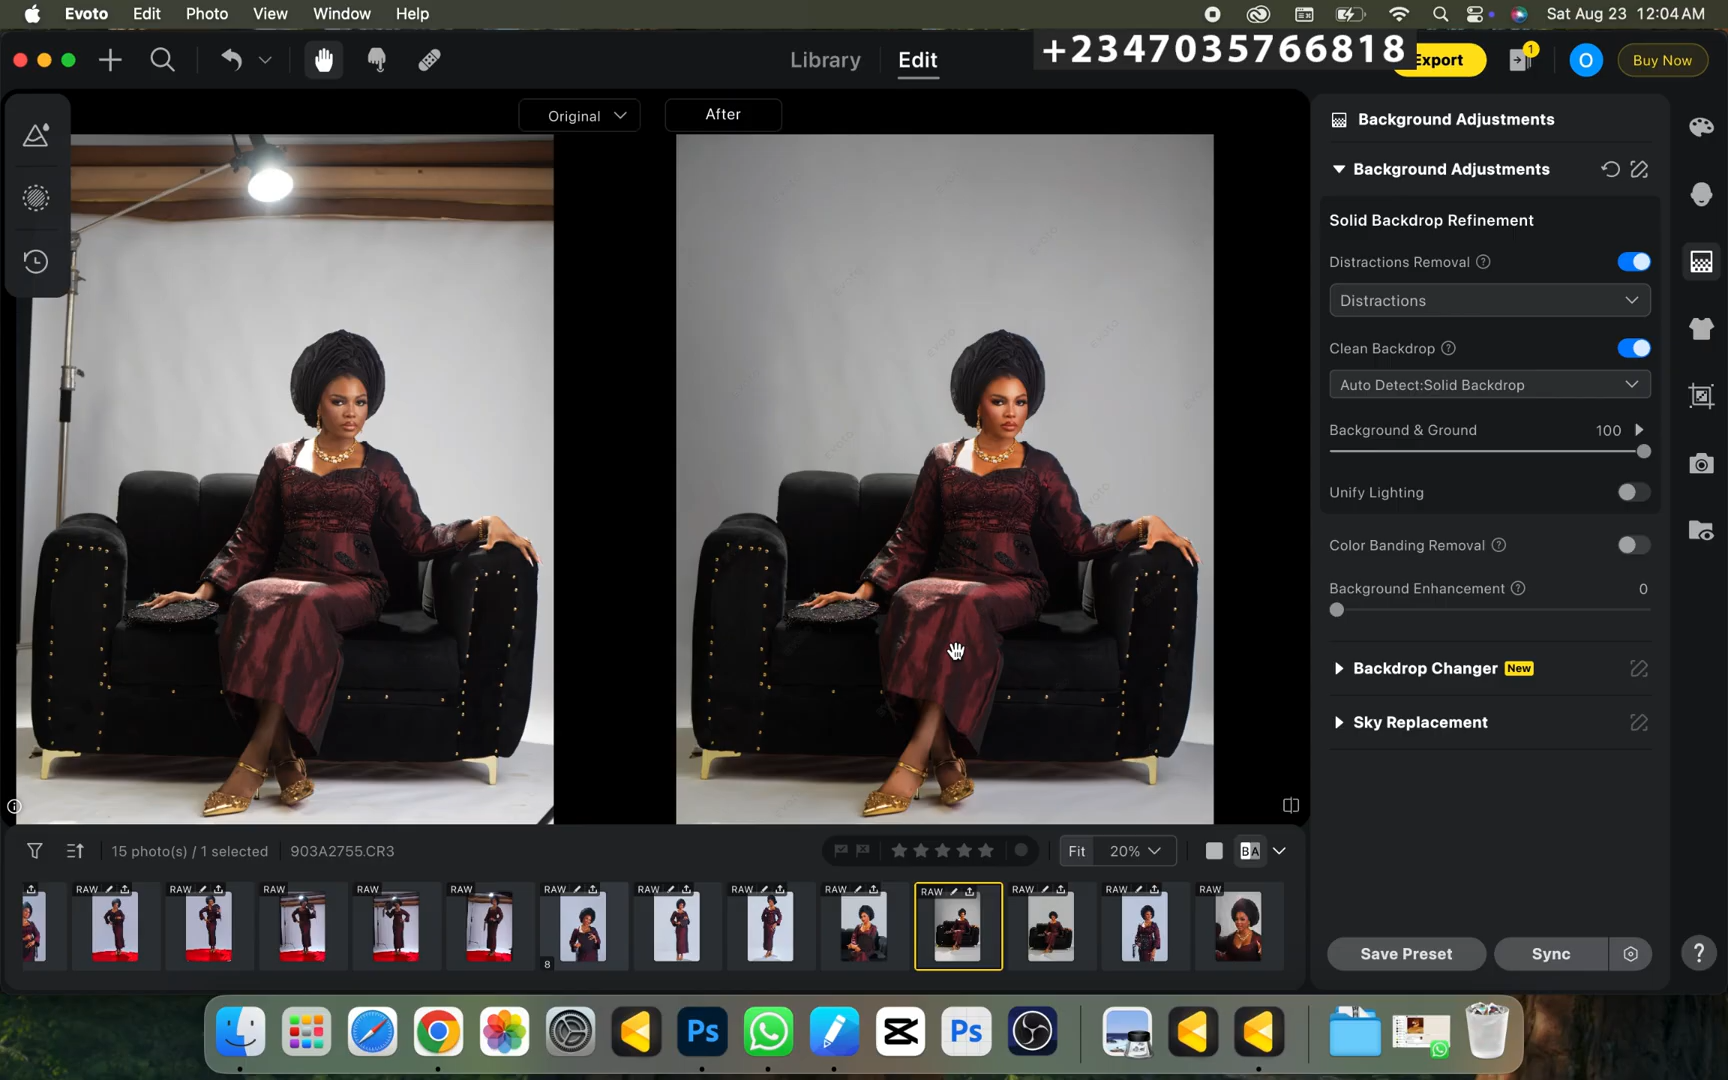 Evoto Edit Photo View Window Help Sat Aug 23 12:04 AM
+2347035766818
Library Edit Export 1 O Buy Now
Original After
Background Adjustments
Background Adjustments
Solid Backdrop Refinement
Distractions Removal
Distractions
Clean Backdrop
Auto Detect:Solid Backdrop
Background & Ground 100
Unify Lighting
Color Banding Removal
Background Enhancement 0
Backdrop Changer New
Sky Replacement
15 photo(s) / 1 selected 903A2755.CR3 Fit 20% BA
RAW RAW RAW RAW RAW RAW RAW RAW RAW RAW RAW RAW RAW
8
Save Preset Sync ?
Ps Ps